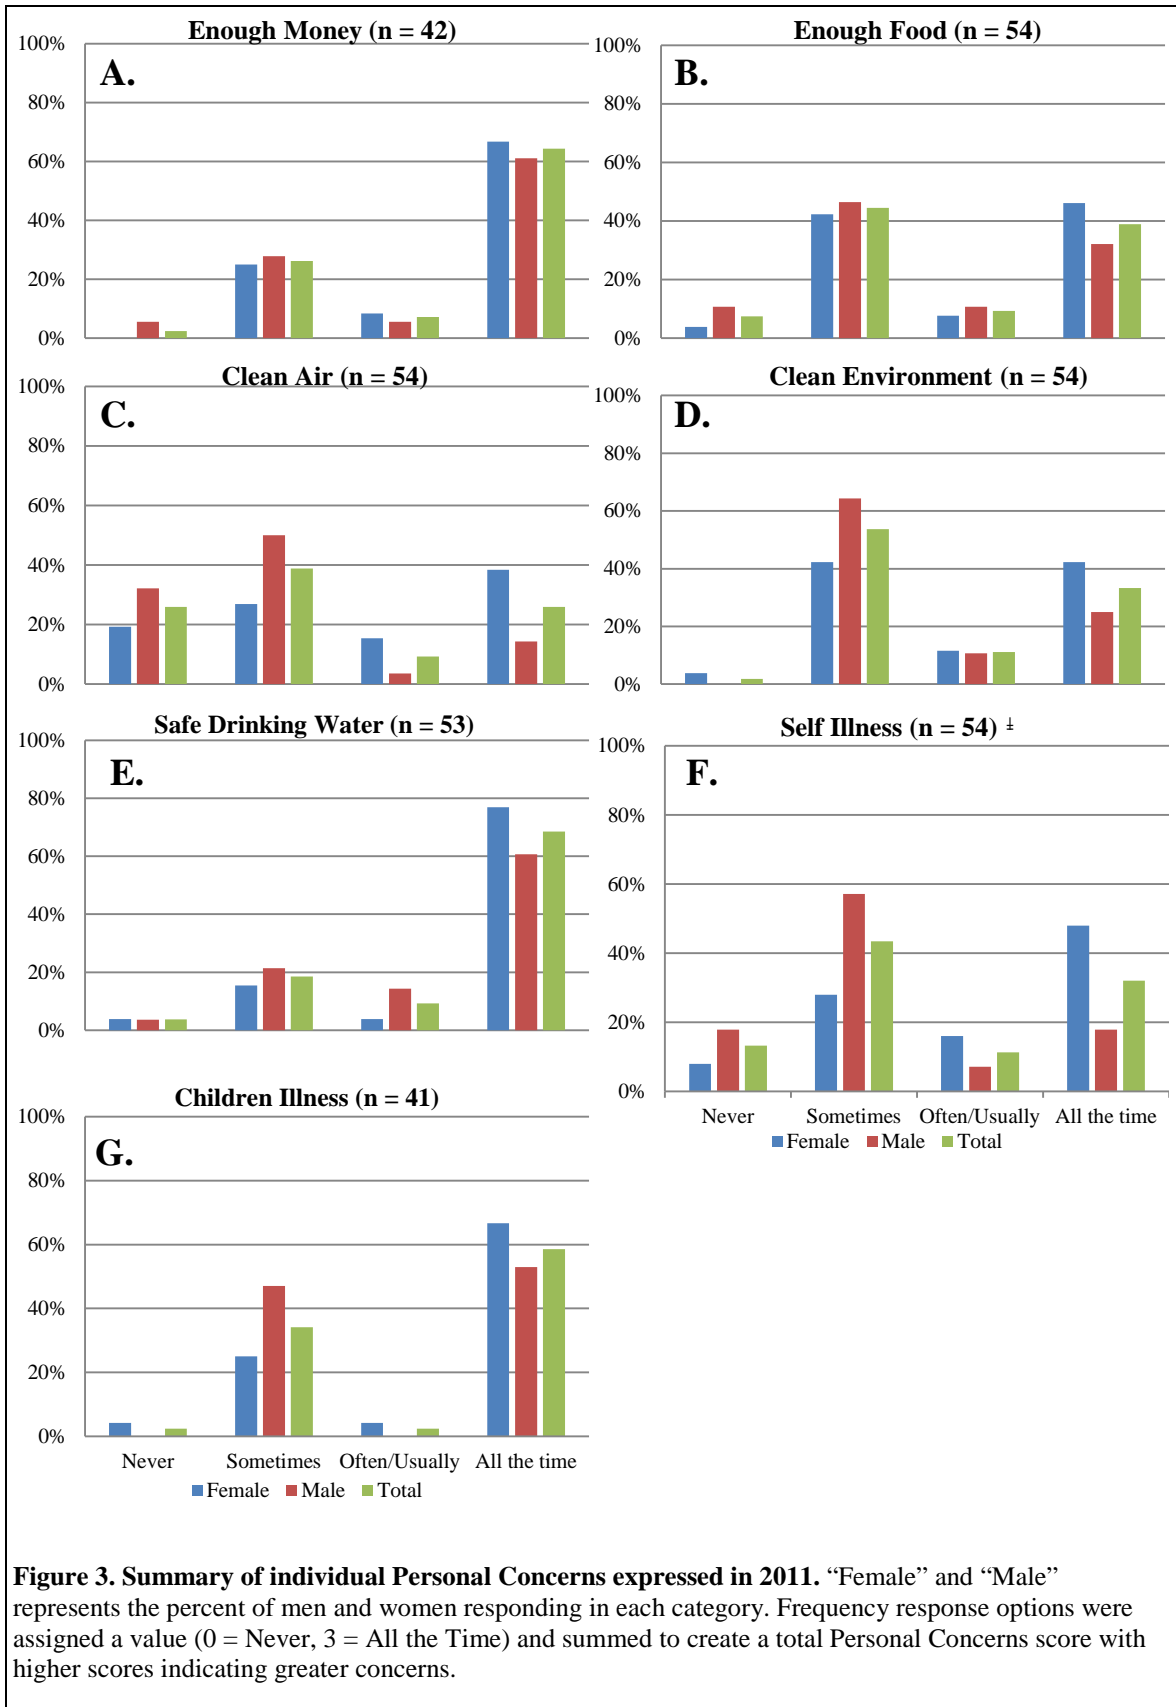 Enough Money (n = 42)
100%
80%
60%
40%
20%
0%
A.
Enough Food (n = 54)
100%
80%
60%
40%
20%
0%
B.
Clean Air (n = 54)
100%
80%
60%
40%
20%
0%
C.
Clean Environment (n = 54)
100%
80%
60%
40%
20%
0%
D.
Safe Drinking Water (n = 53)
100%
80%
60%
40%
20%
0%
E.
Self Illness (n = 54) ⸸
100%
80%
60%
40%
20%
0%
F.
Never Sometimes Often/Usually All the time
Female Male Total
Children Illness (n = 41)
100%
80%
60%
40%
20%
0%
G.
Never Sometimes Often/Usually All the time
Female Male Total
Figure 3. Summary of individual Personal Concerns expressed in 2011. “Female” and “Male”
represents the percent of men and women responding in each category. Frequency response options were
assigned a value (0 = Never, 3 = All the Time) and summed to create a total Personal Concerns score with
higher scores indicating greater concerns.